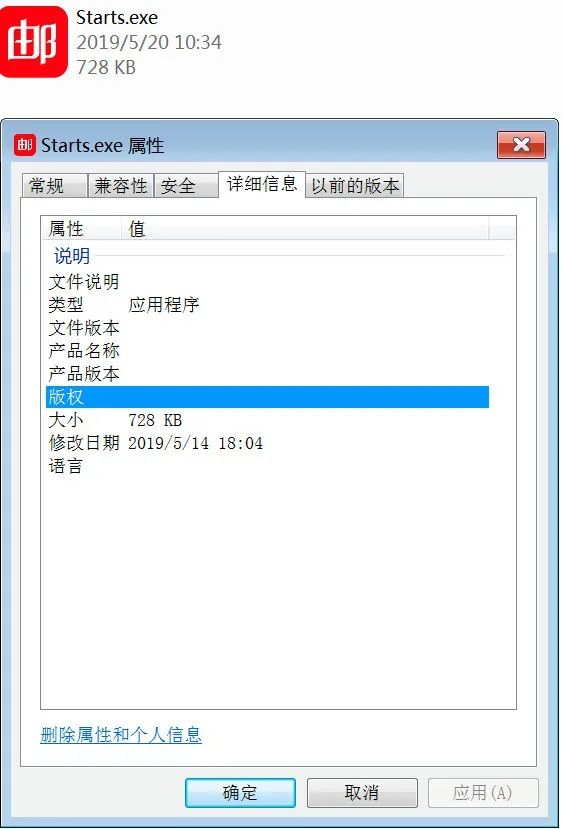 邮
Starts.exe
2019/5/20 10:34
728 KB
邮 Starts.exe 属性
常规 兼容性 安全 详细信息 以前的版本
属性 值
说明
文件说明
类型 应用程序
文件版本
产品名称
产品版本
版权
大小 728 KB
修改日期 2019/5/14 18:04
语言
删除属性和个人信息
确定 取消 应用(A)